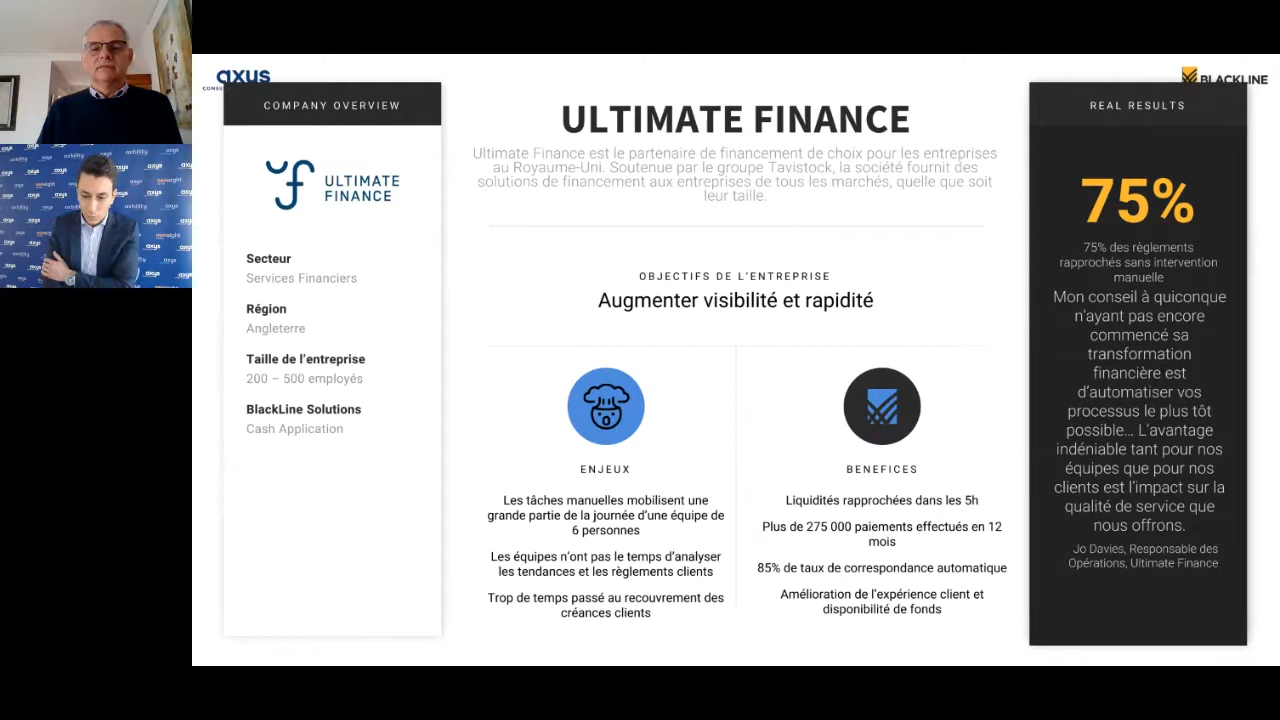 axus
CONSU
BLACKLINE
COMPANY OVERVIEW
ULTIMATE
FINANCE
Secteur
Services Financiers
Région
Angleterre
Taille de l'entreprise
200 – 500 employés
BlackLine Solutions
Cash Application
ULTIMATE FINANCE
Ultimate Finance est le partenaire de financement de choix pour les entreprises
au Royaume-Uni. Soutenue par le groupe Tavistock, la société fournit des
solutions de financement aux entreprises de tous les marchés, quelle que soit
leur taille.
OBJECTIFS DE L'ENTREPRISE
Augmenter visibilité et rapidité
ENJEUX
Les tâches manuelles mobilisent une
grande partie de la journée d'une équipe de
6 personnes
Les équipes n'ont pas le temps d'analyser
les tendances et les règlements clients
Trop de temps passé au recouvrement des
créances clients
BENEFICES
Liquidités rapprochées dans les 5h
Plus de 275 000 paiements effectués en 12
mois
85% de taux de correspondance automatique
Amélioration de l'expérience client et
disponibilité de fonds
REAL RESULTS
75%
75% des règlements
rapprochés sans intervention
manuelle
Mon conseil à quiconque
n'ayant pas encore
commencé sa
transformation
financière est
d'automatiser vos
processus le plus tôt
possible… L'avantage
indéniable tant pour nos
équipes que pour nos
clients est l'impact sur la
qualité de service que
nous offrons.
Jo Davies, Responsable des
Opérations, Ultimate Finance